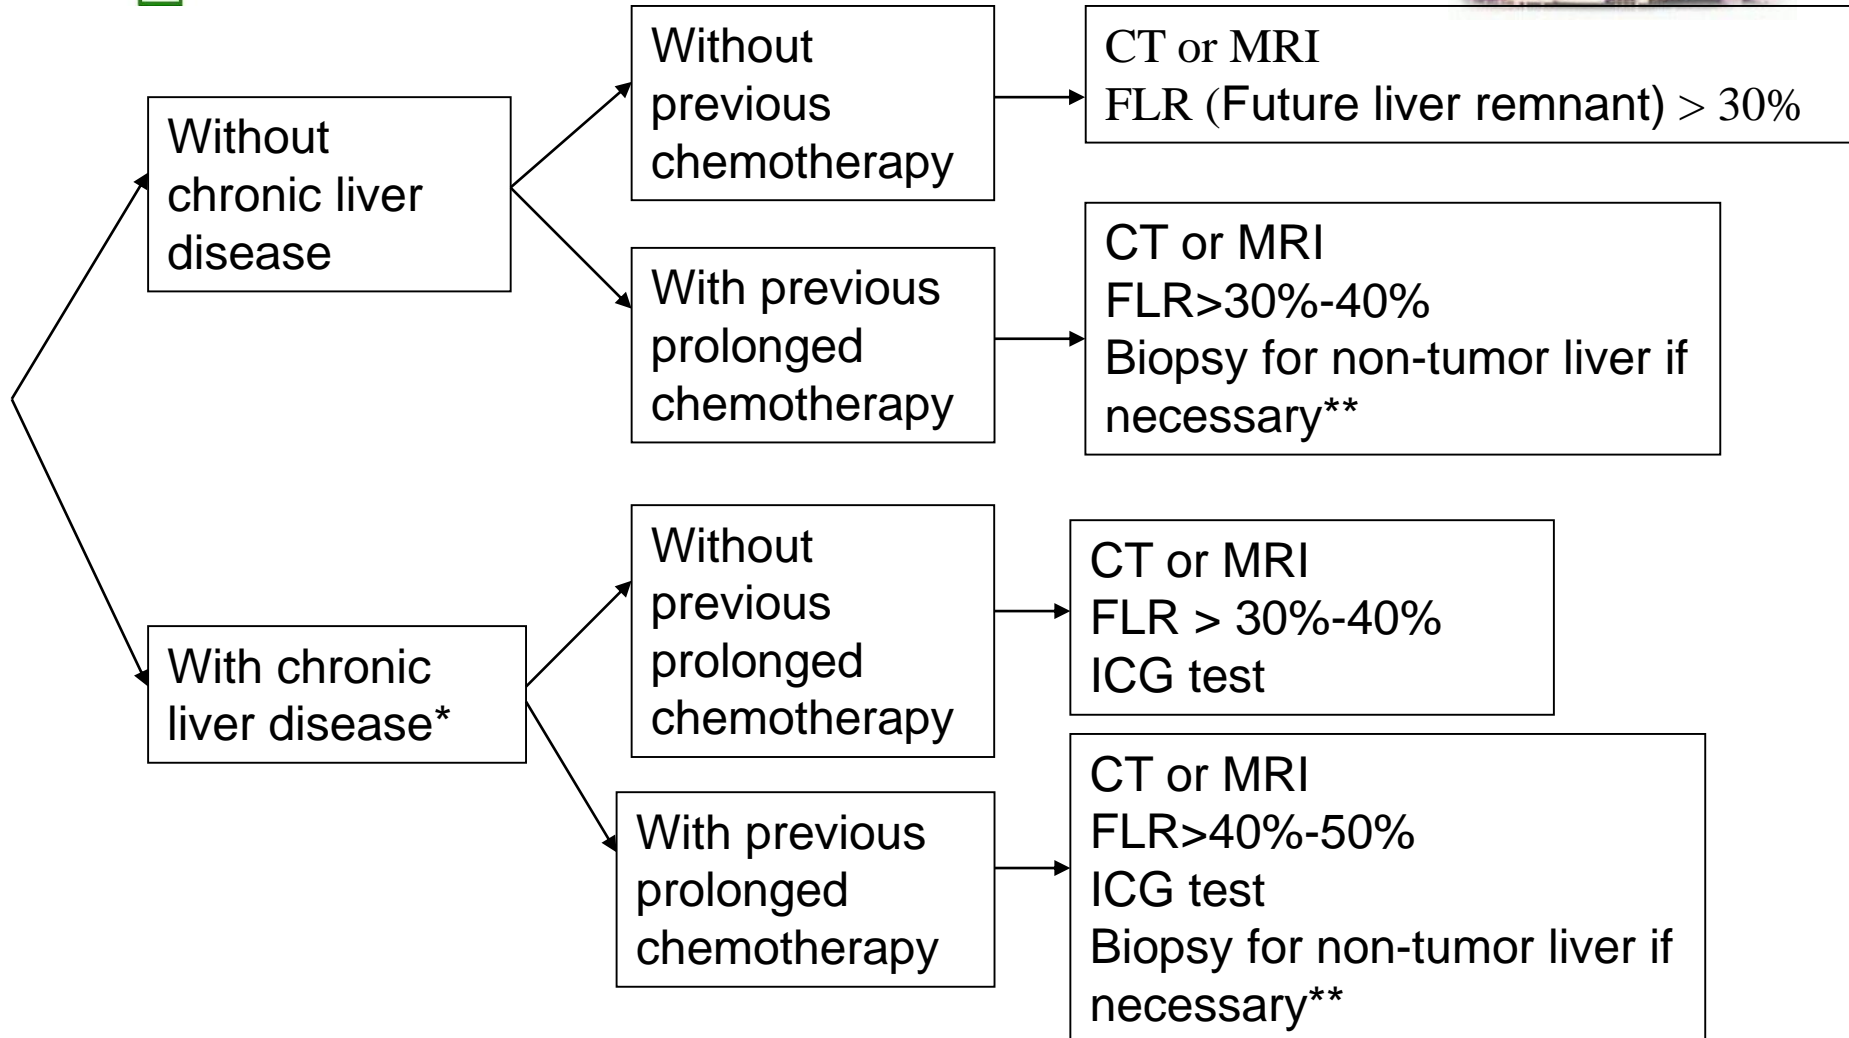 Without
chronic liver
disease
Without
previous
chemotherapy
CT or MRI
FLR (Future liver remnant) > 30%
With previous
prolonged
chemotherapy
CT or MRI
FLR>30%-40%
Biopsy for non-tumor liver if
necessary**
With chronic
liver disease*
Without
previous
prolonged
chemotherapy
CT or MRI
FLR > 30%-40%
ICG test
With previous
prolonged
chemotherapy
CT or MRI
FLR>40%-50%
ICG test
Biopsy for non-tumor liver if
necessary**